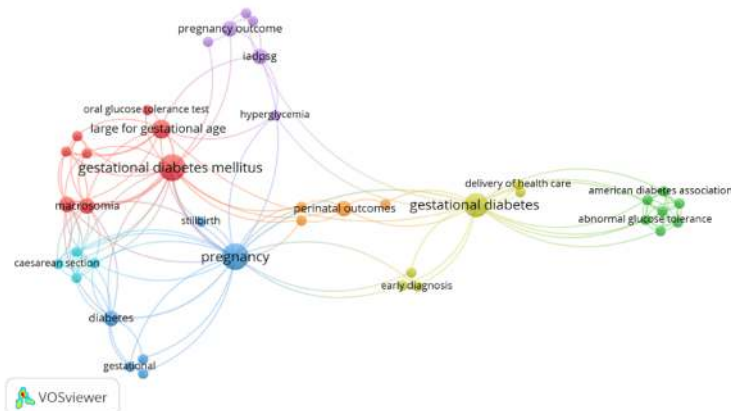 pregnancy outcome
iadpsg
oral glucose tolerance test
hyperglycemia
large for gestational age
gestational diabetes mellitus
delivery of health care
american diabetes association
macrosomia
perinatal outcomes
gestational diabetes
stillbirth
abnormal glucose tolerance
pregnancy
caesarean section
early diagnosis
diabetes
gestational
VOSviewer